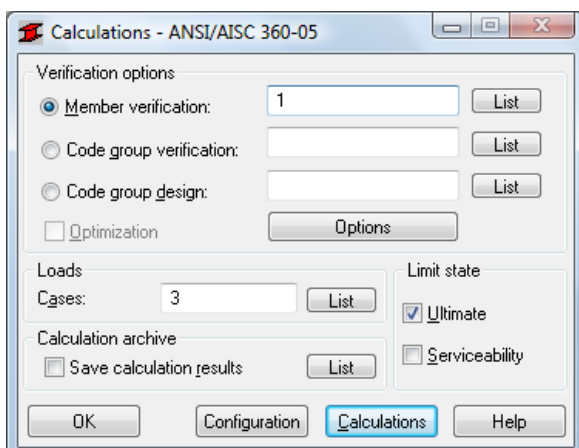 Calculations - ANSI/AISC 360-05
Verification options
Member verification: 1 List
Code group verification: List
Code group design: List
Optimization Options
Loads
Cases: 3 List
Limit state
Ultimate
Serviceability
Calculation archive
Save calculation results List
OK Configuration Calculations Help